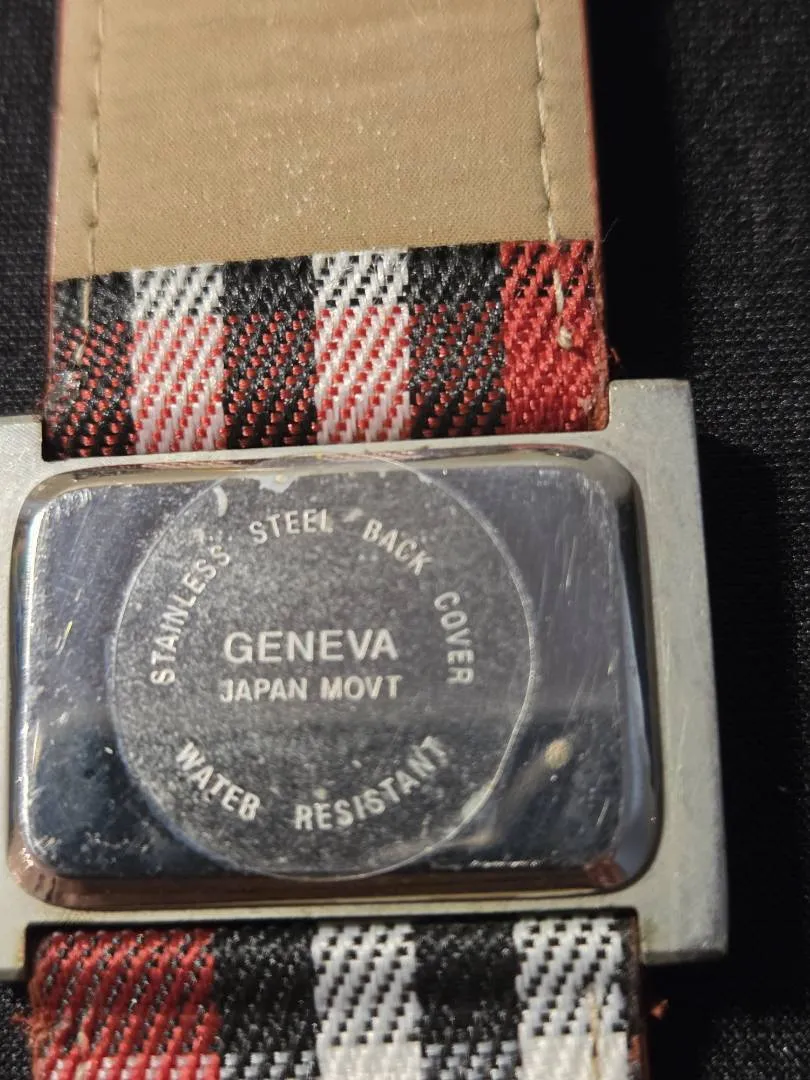 STAINLESS STEEL BACK COVER
GENEVA
JAPAN MOVT
WATER RESISTANT